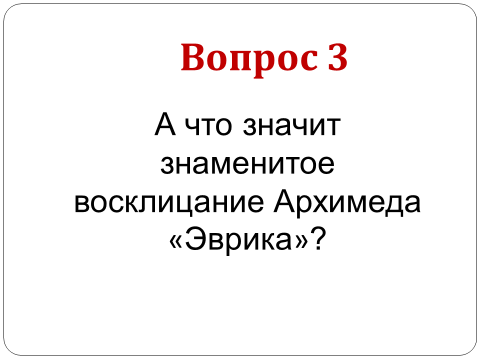 Вопрос 3
А что значит
знаменитое
восклицание Архимеда
«Эврика»?